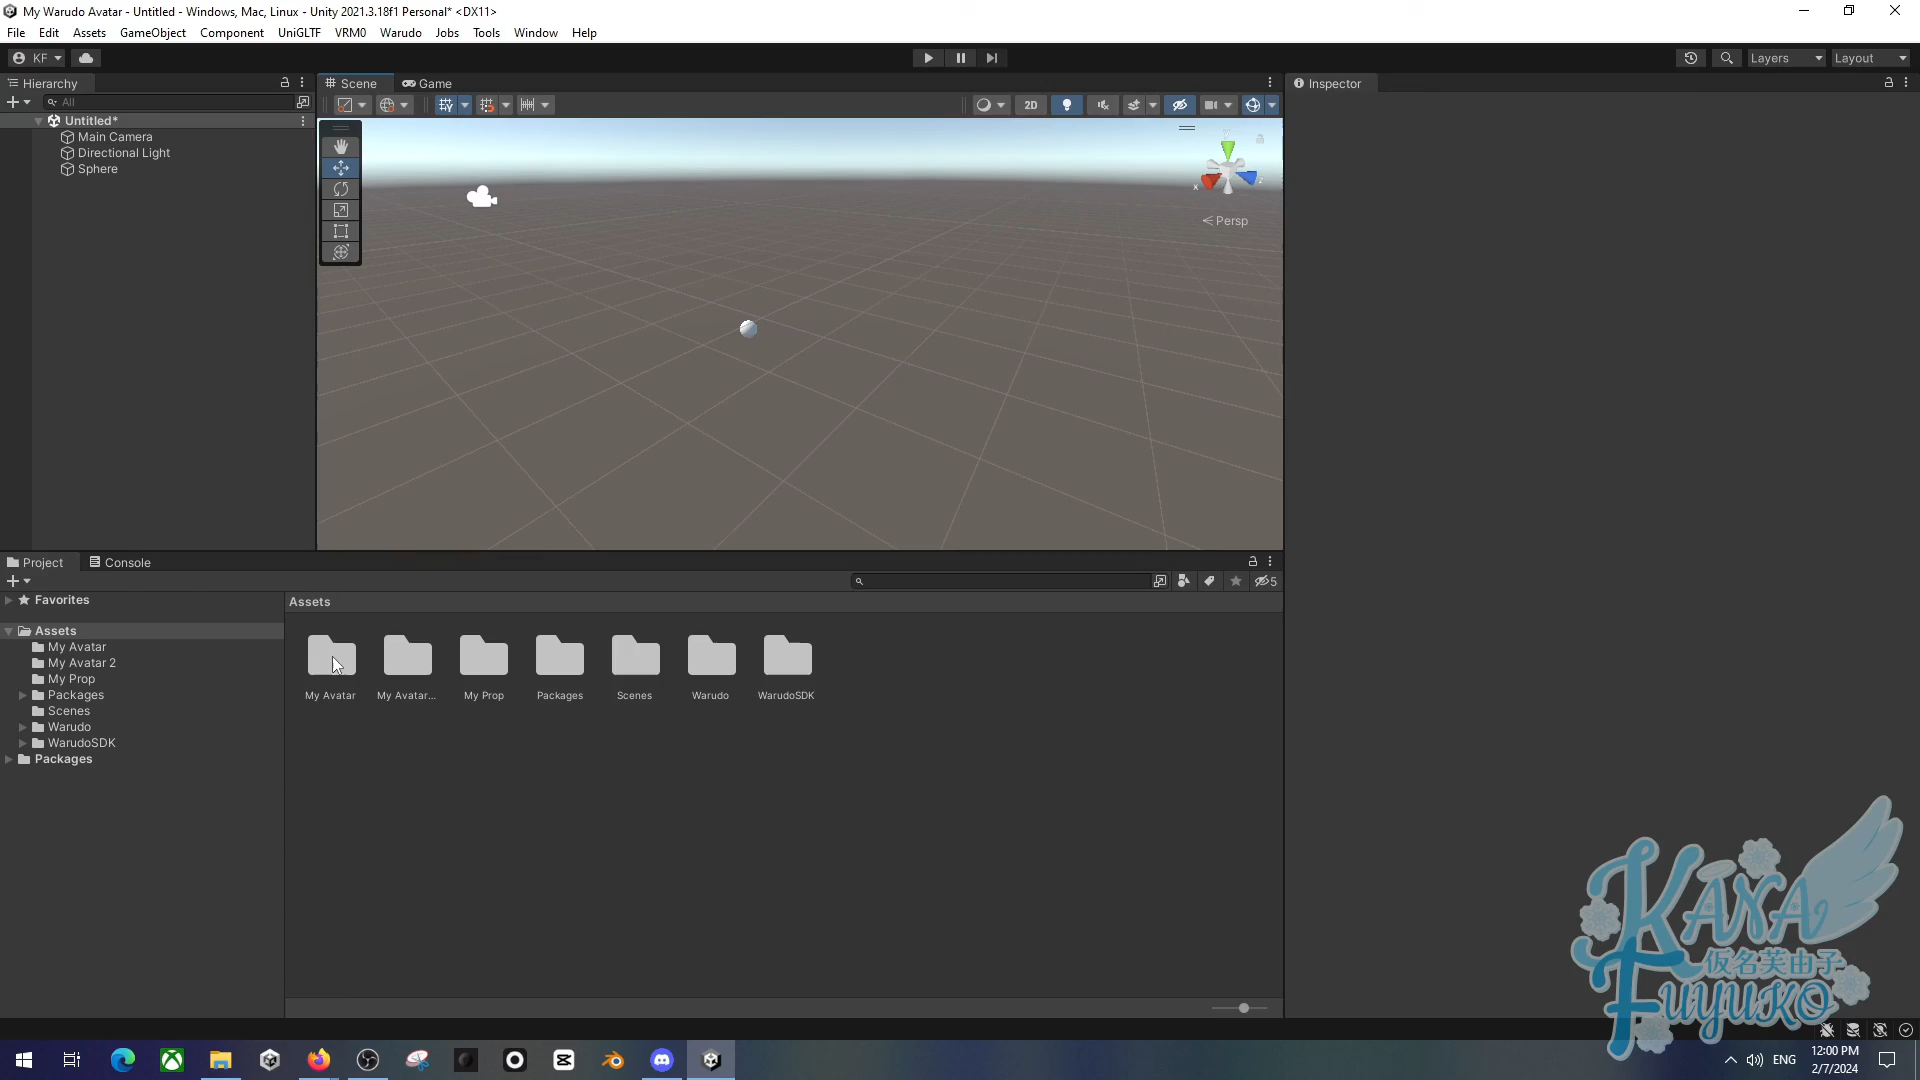 My Warudo Avatar - Untitled - Windows, Mac, Linux - Unity 2021.3.18f1 Personal* <DX11>
File Edit Assets GameObject Component UniGLTF VRM0 Warudo Jobs Tools Window Help
KF Layers Layout
Hierarchy
All
Untitled*
Main Camera
Directional Light
Sphere
Scene Game
2D
y
x
z
< Persp
Inspector
Project Console
5
Favorites
Assets
My Avatar
My Avatar 2
My Prop
Packages
Scenes
Warudo
WarudoSDK
Packages
Assets
My Avatar My Avatar... My Prop Packages Scenes Warudo WarudoSDK
KANA
仮名芙由子
FUYUKO
ENG
12:00 PM
2/7/2024